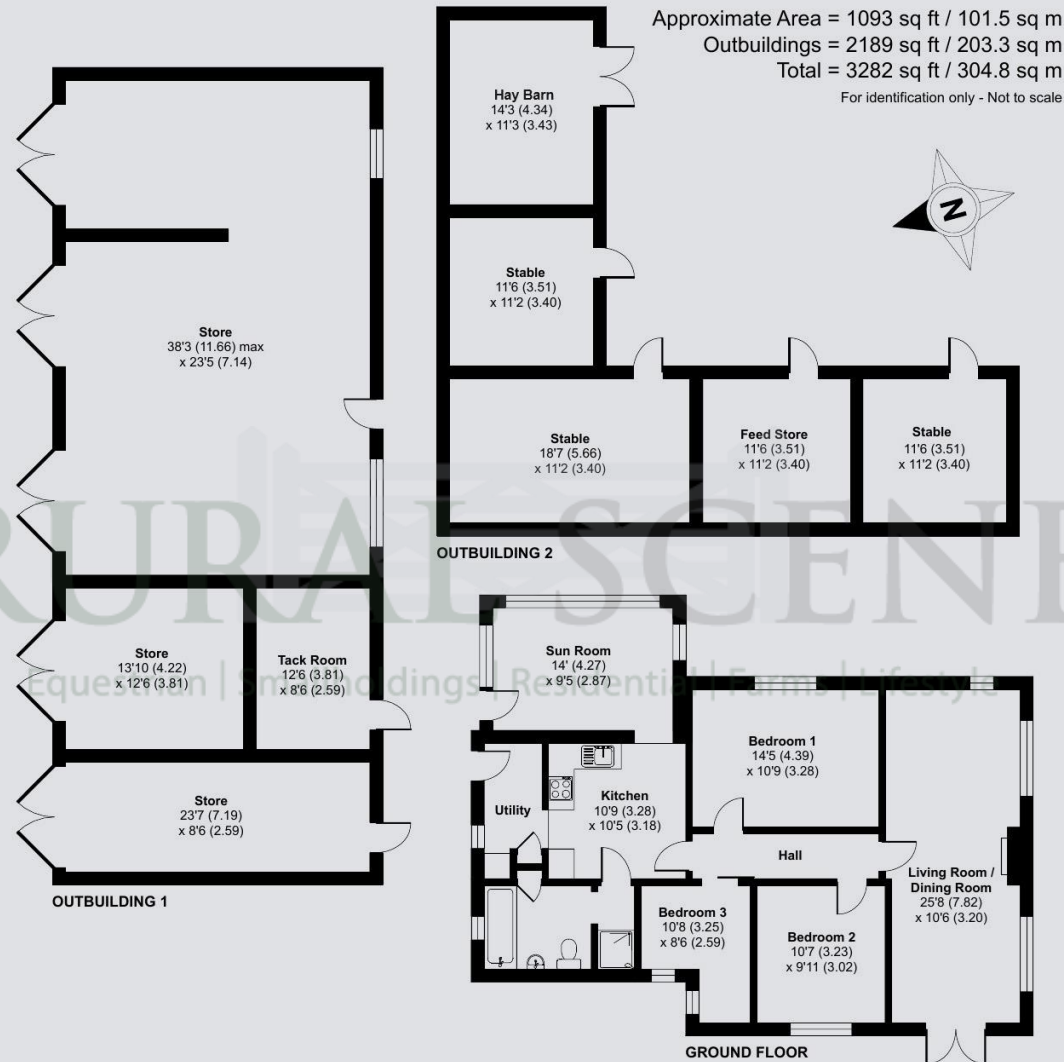 Approximate Area = 1093 sq ft / 101.5 sq m
Outbuildings = 2189 sq ft / 203.3 sq m
Total = 3282 sq ft / 304.8 sq m
For identification only - Not to scale
N
Hay Barn
14'3 (4.34)
x 11'3 (3.43)
Stable
11'6 (3.51)
x 11'2 (3.40)
Stable
18'7 (5.66)
x 11'2 (3.40)
Feed Store
11'6 (3.51)
x 11'2 (3.40)
Stable
11'6 (3.51)
x 11'2 (3.40)
OUTBUILDING 2
Store
38'3 (11.66) max
x 23'5 (7.14)
Store
13'10 (4.22)
x 12'6 (3.81)
Tack Room
12'6 (3.81)
x 8'6 (2.59)
Store
23'7 (7.19)
x 8'6 (2.59)
OUTBUILDING 1
RURAL SCENE
Equestrian | Smallholdings | Residential | Farms | Lifestyle
Sun Room
14' (4.27)
x 9'5 (2.87)
Utility
Kitchen
10'9 (3.28)
x 10'5 (3.18)
Bedroom 1
14'5 (4.39)
x 10'9 (3.28)
Hall
Living Room /
Dining Room
25'8 (7.82)
x 10'6 (3.20)
Bedroom 3
10'8 (3.25)
x 8'6 (2.59)
Bedroom 2
10'7 (3.23)
x 9'11 (3.02)
GROUND FLOOR